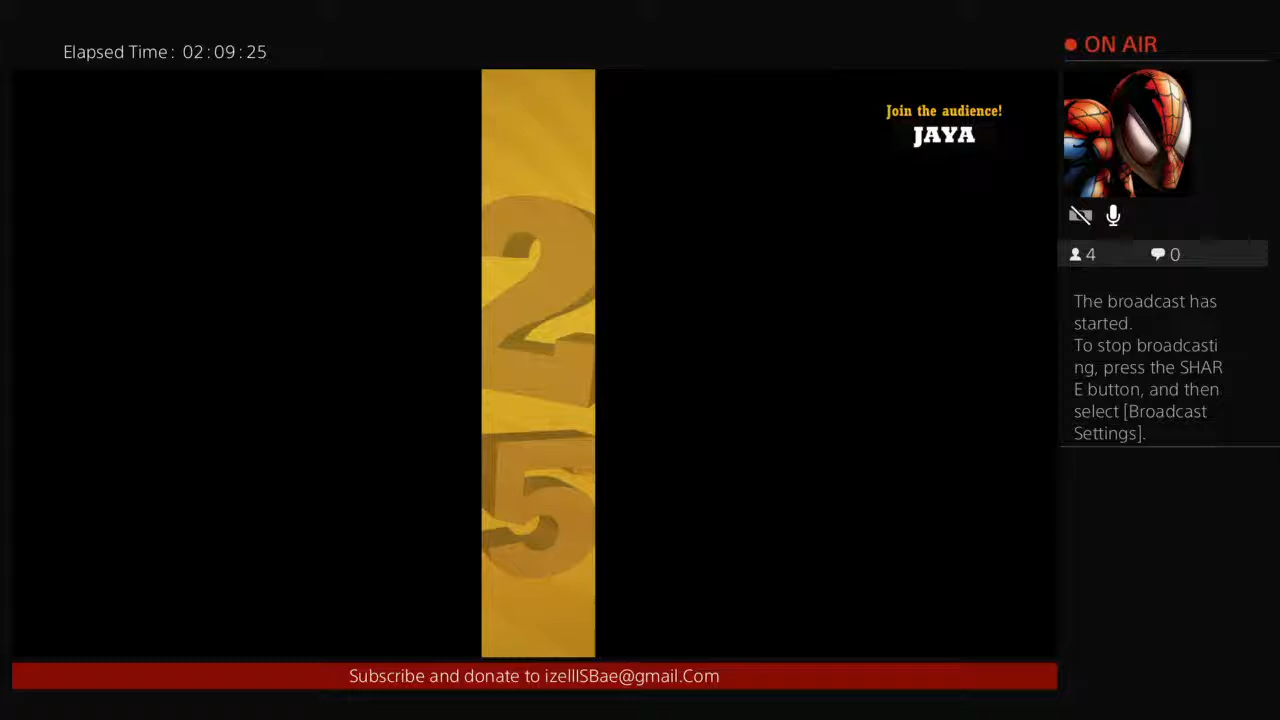 Elapsed Time: 02:09:25
ON AIR
Join the audience!
JAYA
2
5
4
0
The broadcast has
started.
To stop broadcasti
ng, press the SHAR
E button, and then
select [Broadcast
Settings].
Subscribe and donate to izellISBae@gmail.Com